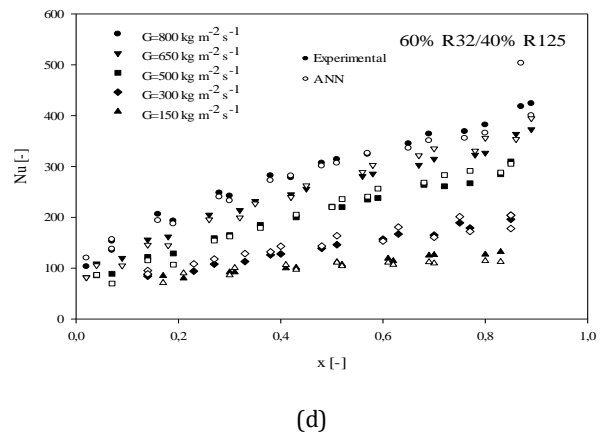 60% R32/40% R125
G=800 kg m-2 s-1
G=650 kg m-2 s-1
G=500 kg m-2 s-1
G=300 kg m-2 s-1
G=150 kg m-2 s-1
Experimental
ANN
600
500
400
300
200
100
0
Nu [-]
0,0 0,2 0,4 0,6 0,8 1,0
x [-]
(d)